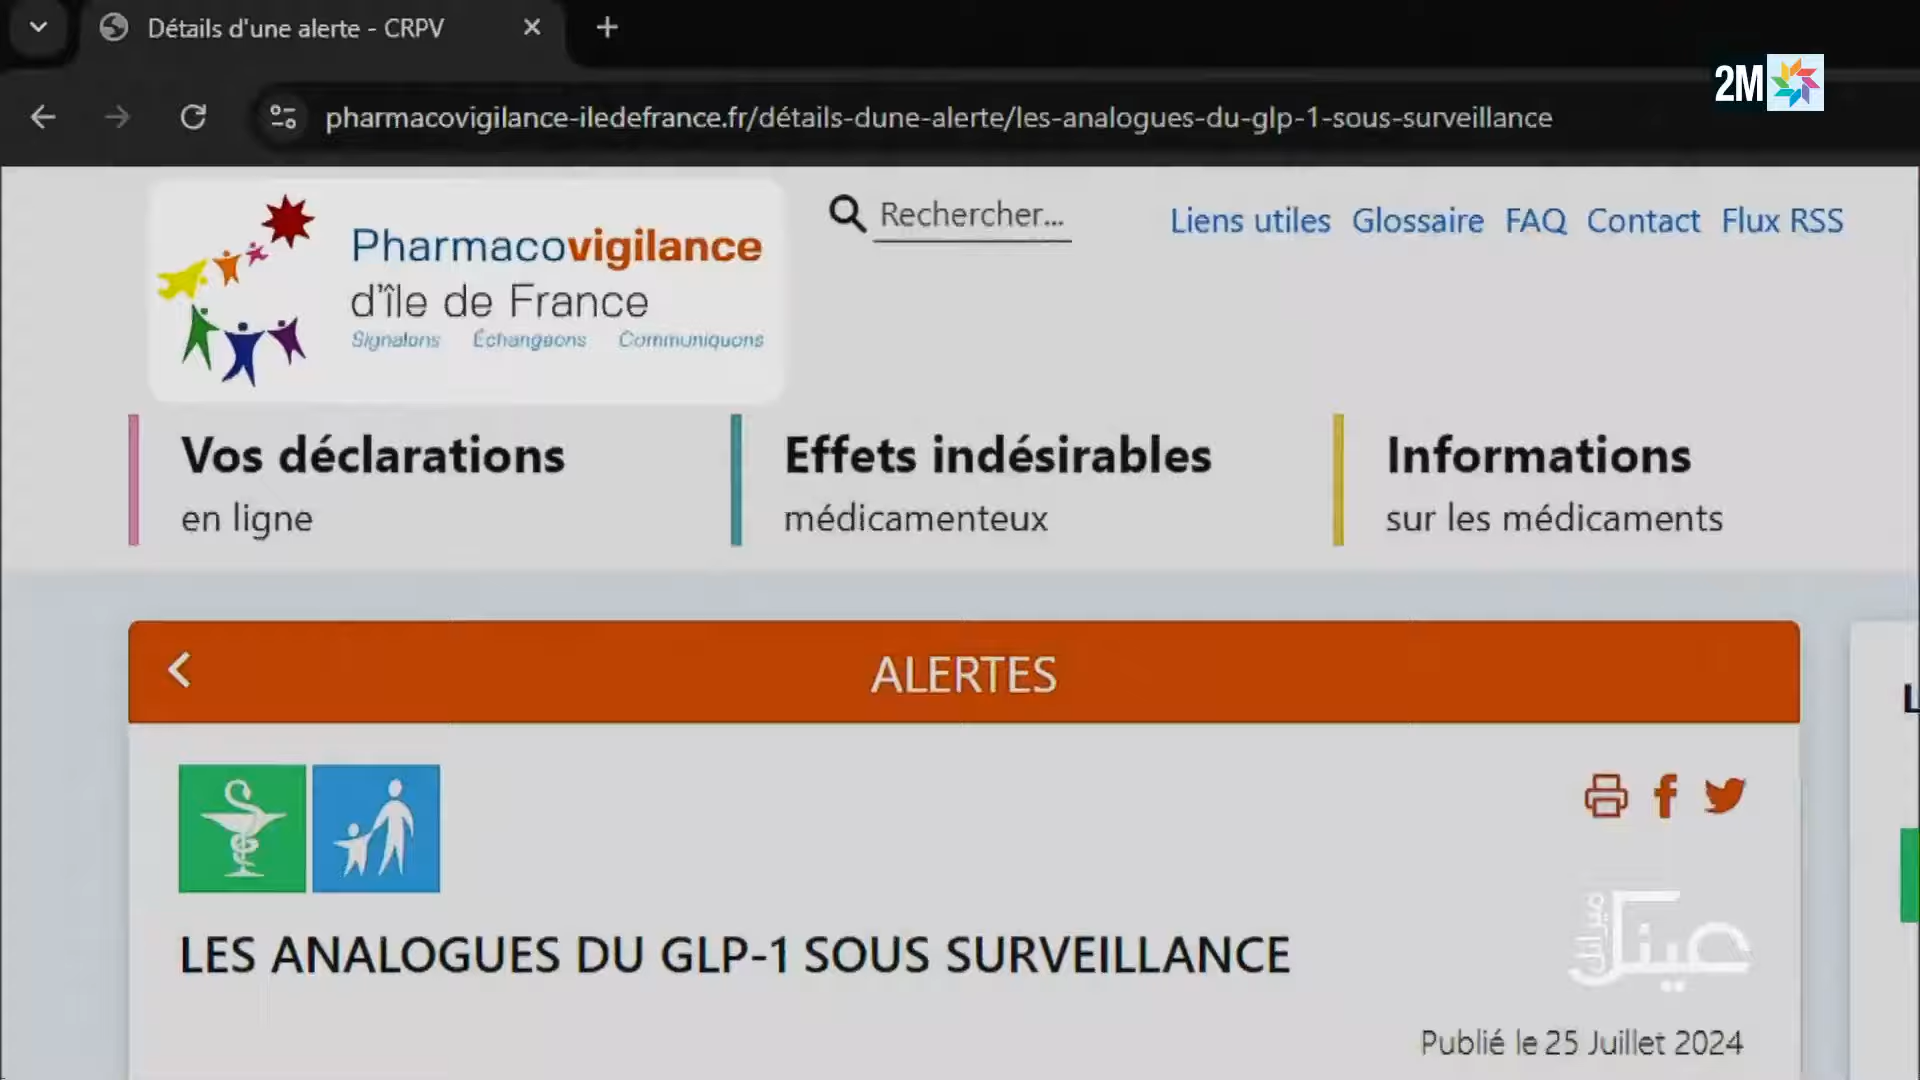 Détails d'une alerte - CRPV
2M
pharmacovigilance-iledefrance.fr/détails-dune-alerte/les-analogues-du-glp-1-sous-surveillance
Rechercher...
Liens utiles Glossaire FAQ Contact Flux RSS
Pharmacovigilance
d'île de France
Signalons Échangeons Communiquons
Vos déclarations
en ligne
Effets indésirables
médicamenteux
Informations
sur les médicaments
ALERTES
LES ANALOGUES DU GLP-1 SOUS SURVEILLANCE
Publié le 25 Juillet 2024